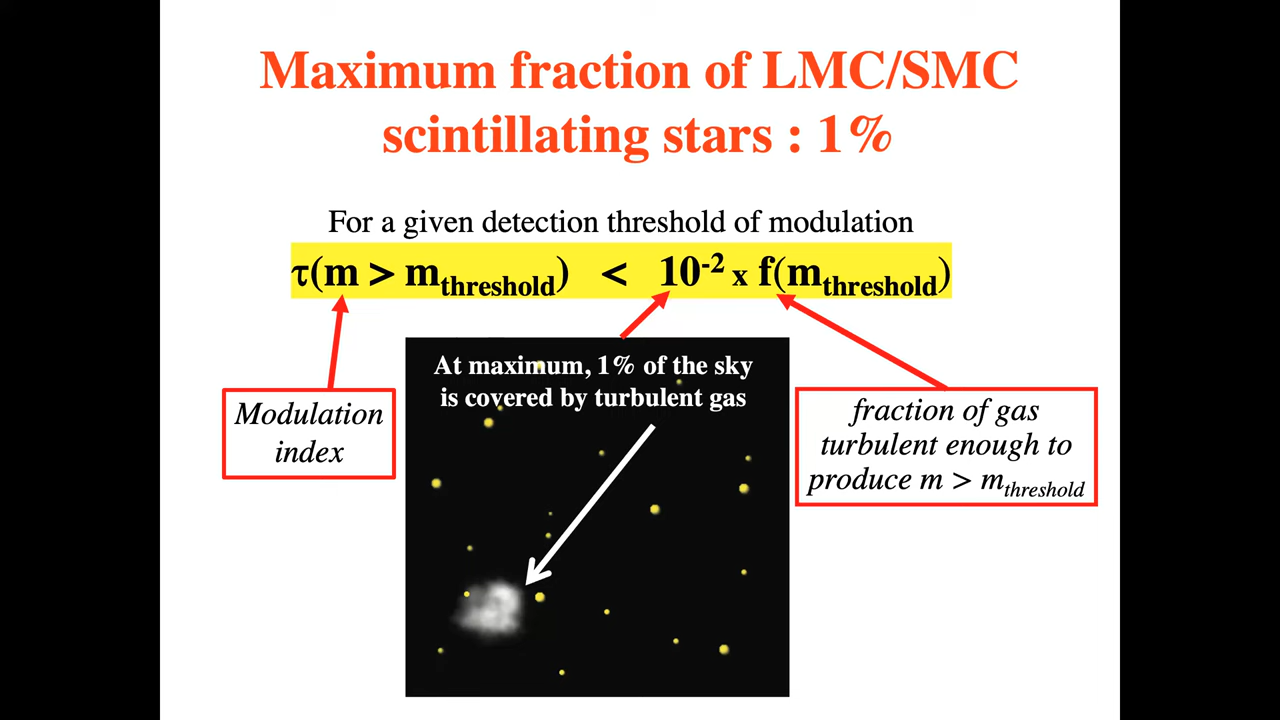 Maximum fraction of LMC/SMC
scintillating stars : 1%
For a given detection threshold of modulation
τ(m > mthreshold) < 10-2 x f(mthreshold)
At maximum, 1% of the sky
is covered by turbulent gas
Modulation
index
fraction of gas
turbulent enough to
produce m > mthreshold